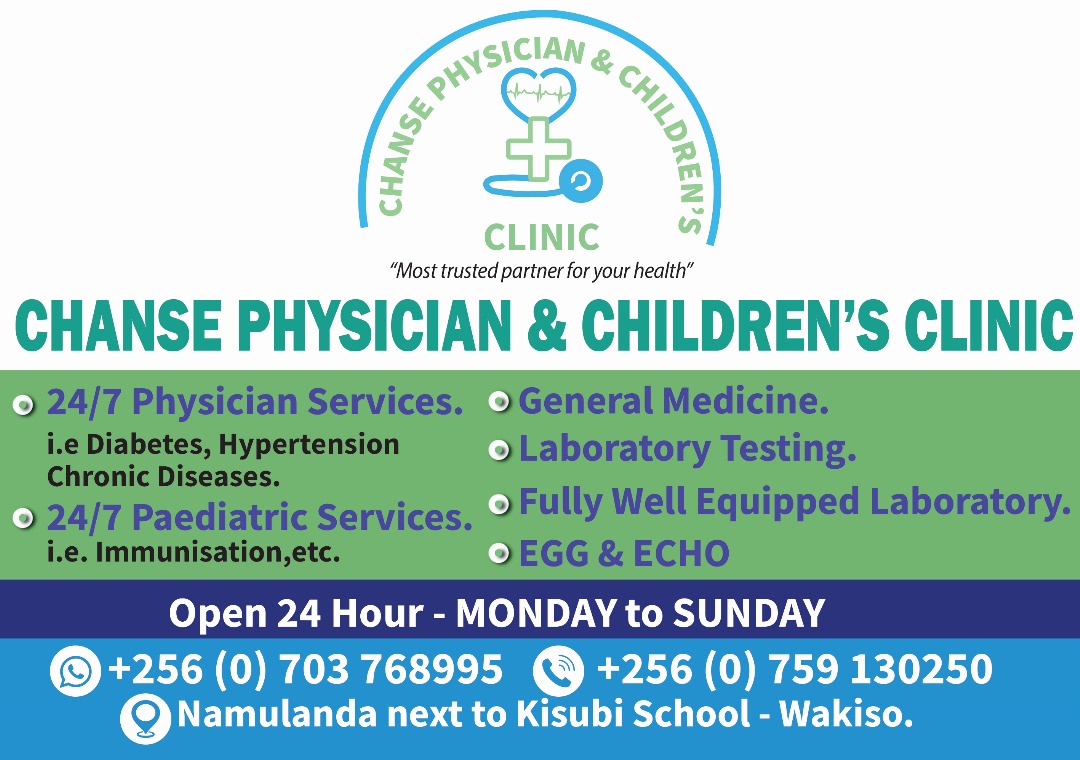 CHANSE PHYSICIAN & CHILDREN'S
CLINIC
“Most trusted partner for your health”
CHANSE PHYSICIAN & CHILDREN’S CLINIC
24/7 Physician Services.
i.e Diabetes, Hypertension
Chronic Diseases.
24/7 Paediatric Services.
i.e. Immunisation,etc.
General Medicine.
Laboratory Testing.
Fully Well Equipped Laboratory.
EGG & ECHO
Open 24 Hour - MONDAY to SUNDAY
+256 (0) 703 768995 +256 (0) 759 130250
Namulanda next to Kisubi School - Wakiso.